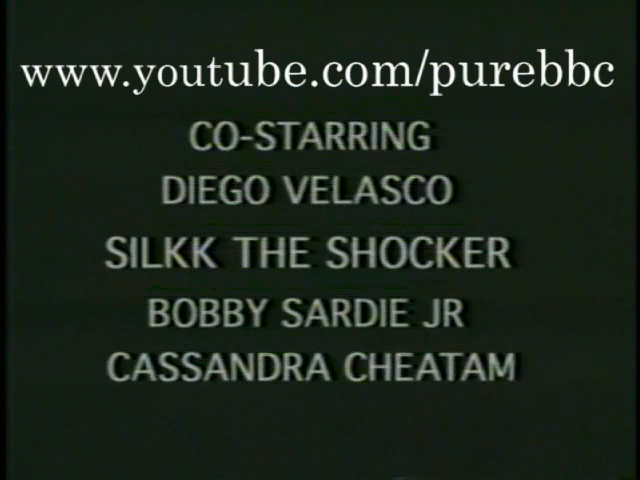 www.youtube.com/purebbc
CO-STARRING
DIEGO VELASCO
SILKK THE SHOCKER
BOBBY SARDIE JR
CASSANDRA CHEATAM